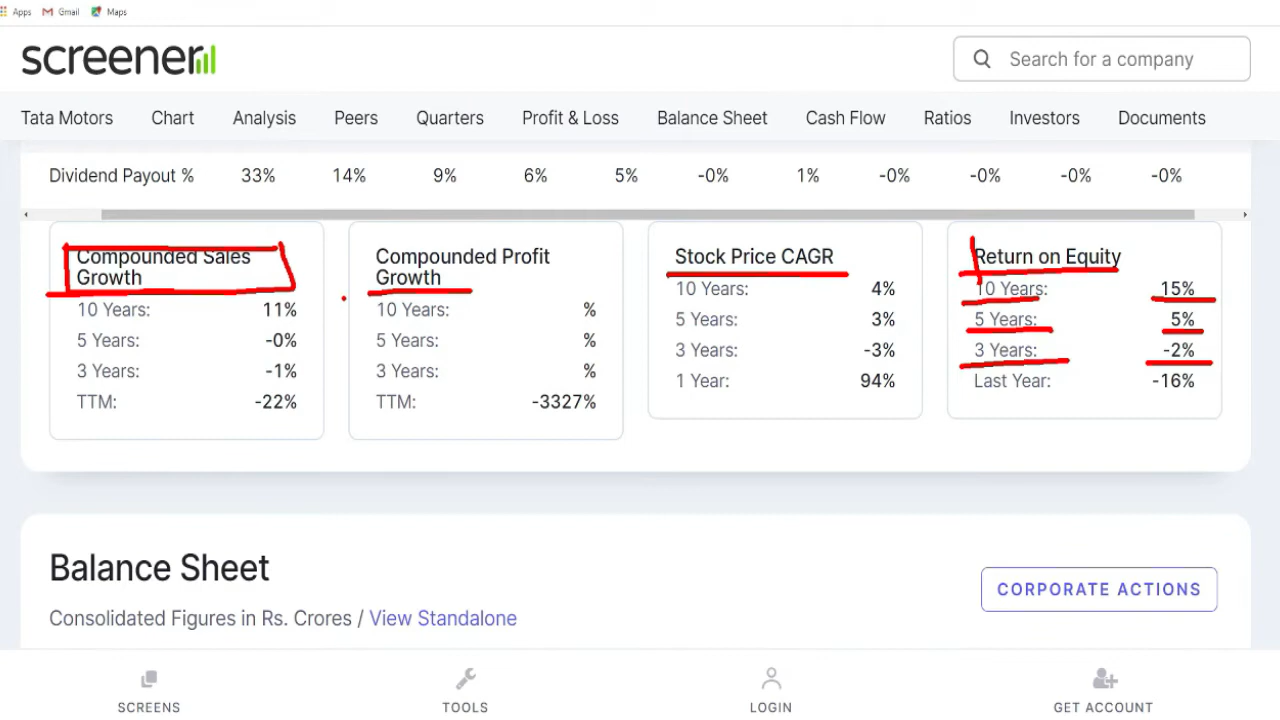 Apps Gmail Maps
screener
Search for a company
Tata Motors Chart Analysis Peers Quarters Profit & Loss Balance Sheet Cash Flow Ratios Investors Documents
Dividend Payout % 33% 14% 9% 6% 5% -0% 1% -0% -0% -0% -0%
Compounded Sales
Growth
10 Years: 11%
5 Years: -0%
3 Years: -1%
TTM: -22%
Compounded Profit
Growth
10 Years: %
5 Years: %
3 Years: %
TTM: -3327%
Stock Price CAGR
10 Years: 4%
5 Years: 3%
3 Years: -3%
1 Year: 94%
Return on Equity
10 Years: 15%
5 Years: 5%
3 Years: -2%
Last Year: -16%
Balance Sheet
Consolidated Figures in Rs. Crores / View Standalone
CORPORATE ACTIONS
SCREENS TOOLS LOGIN GET ACCOUNT